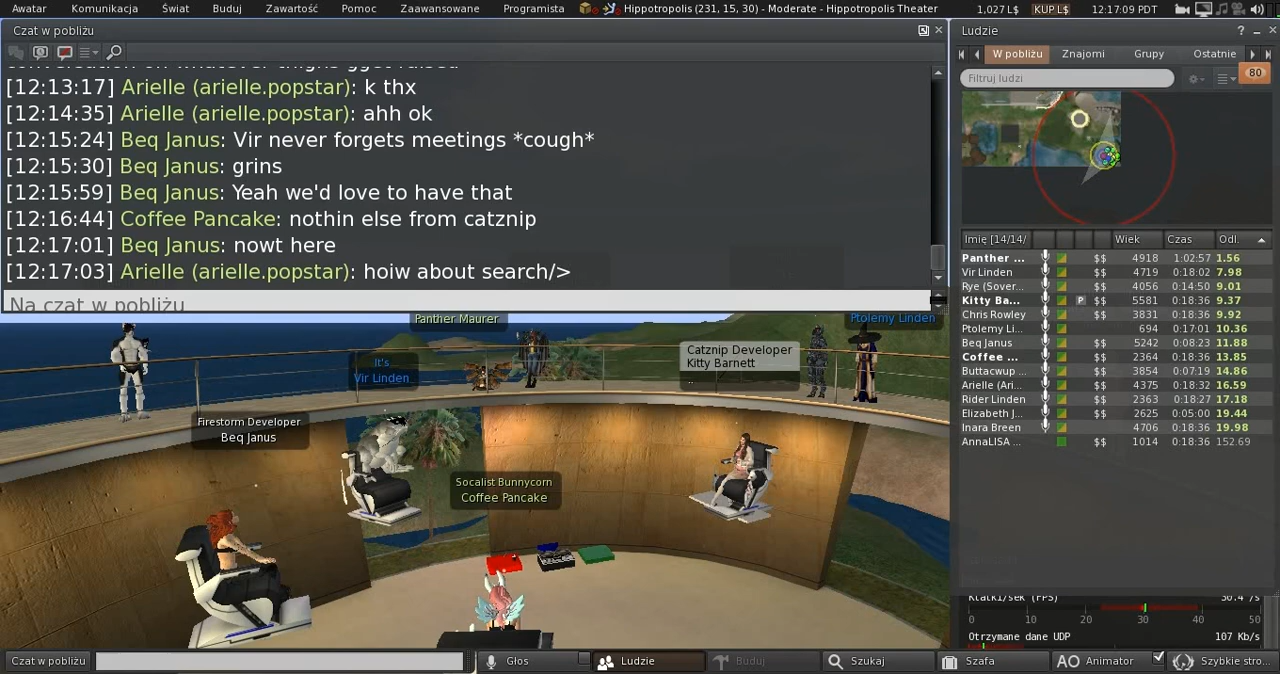 Awatar Komunikacja Świat Buduj Zawartość Pomoc Zaawansowane Programista Hippotropolis (231, 15, 30) - Moderate - Hippotropolis Theater 1,027 L$ KUP L$ 12:17:09 PDT
Czat w pobliżu
[12:13:17] Arielle (arielle.popstar): k thx
[12:14:35] Arielle (arielle.popstar): ahh ok
[12:15:24] Beq Janus: Vir never forgets meetings *cough*
[12:15:30] Beq Janus: grins
[12:15:59] Beq Janus: Yeah we'd love to have that
[12:16:44] Coffee Pancake: nothin else from catznip
[12:17:01] Beq Janus: nowt here
[12:17:03] Arielle (arielle.popstar): hoiw about search/>
Na czat w pobliżu
Panther Maurer
Ptolemy Linden
It's
Vir Linden
Catznip Developer
Kitty Barnett
Firestorm Developer
Beq Janus
Socalist Bunnycorn
Coffee Pancake
Ludzie
W pobliżu Znajomi Grupy Ostatnie
80
Filtruj ludzi
Imię [14/14/ Wiek Czas Odl.
Panther ... $$ 4918 1:02:57 1.56
Vir Linden $$ 4719 0:18:02 7.98
Rye (Sover... $$ 4056 0:14:50 9.01
Kitty Ba... P $$ 5581 0:18:36 9.37
Chris Rowley $$ 3831 0:18:36 9.92
Ptolemy Li... 694 0:17:01 10.36
Beq Janus $$ 5242 0:08:23 11.88
Coffee ... $$ 2364 0:18:36 13.85
Buttacwup ... $$ 3854 0:07:19 14.86
Arielle (Ari... $$ 4375 0:18:32 16.59
Rider Linden $$ 2363 0:18:27 17.18
Elizabeth J... $$ 2625 0:05:00 19.44
Inara Breen 4706 0:18:36 19.98
AnnaLISA ... $$ 1014 0:18:36 152.69
Klatki/sek (FPS) 30.4 /s
0 10 20 30 40 50
Otrzymane dane UDP 107 Kb/s
Czat w pobliżu Głos Ludzie Buduj Szukaj Szafa AO Animator Szybkie stro...